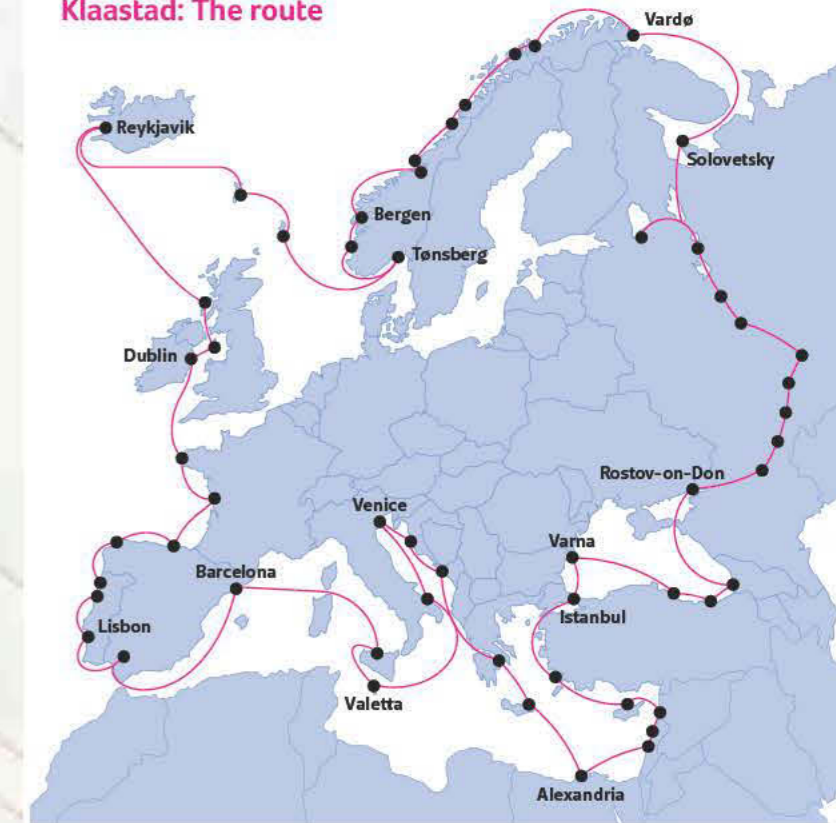 Klaastad: The route
Vardø
Reykjavik
Solovetsky
Bergen
Tønsberg
Dublin
Rostov-on-Don
Venice
Varna
Barcelona
Istanbul
Lisbon
Valetta
Alexandria